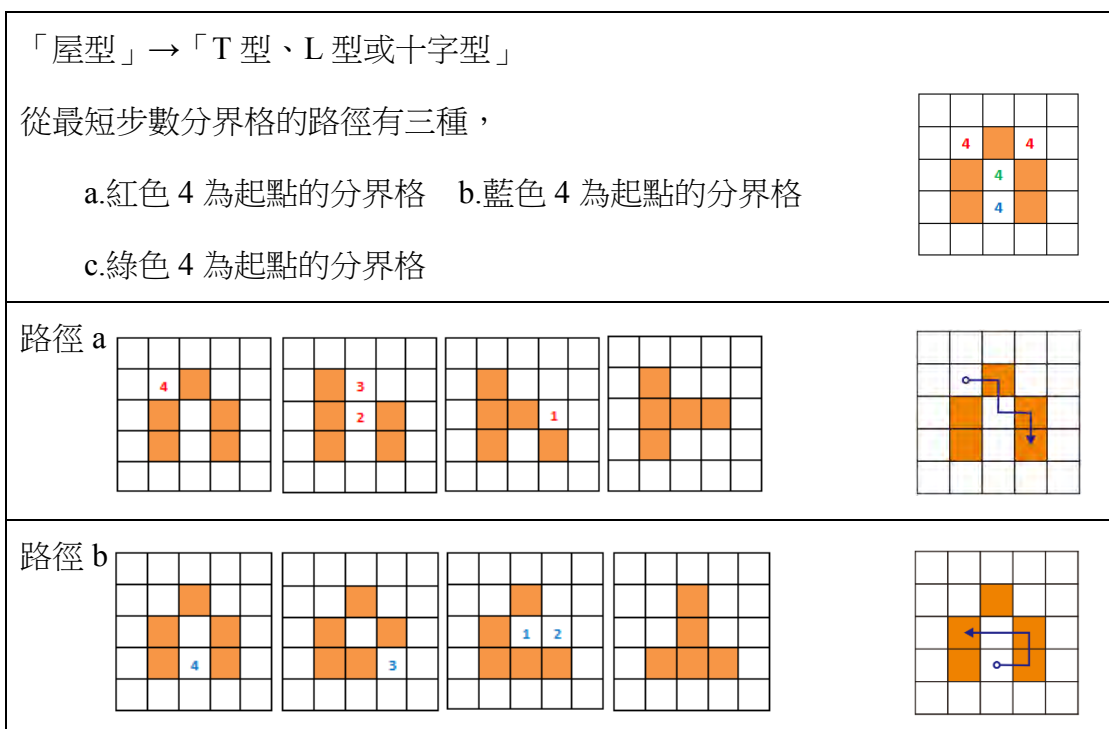 「屋型」→「T 型、L 型或十字型」
從最短步數分界格的路徑有三種，
a.紅色 4 為起點的分界格 b.藍色 4 為起點的分界格
c.綠色 4 為起點的分界格
4 4
4
4
路徑 a
4
3
2
1
路徑 b
4
3
1 2